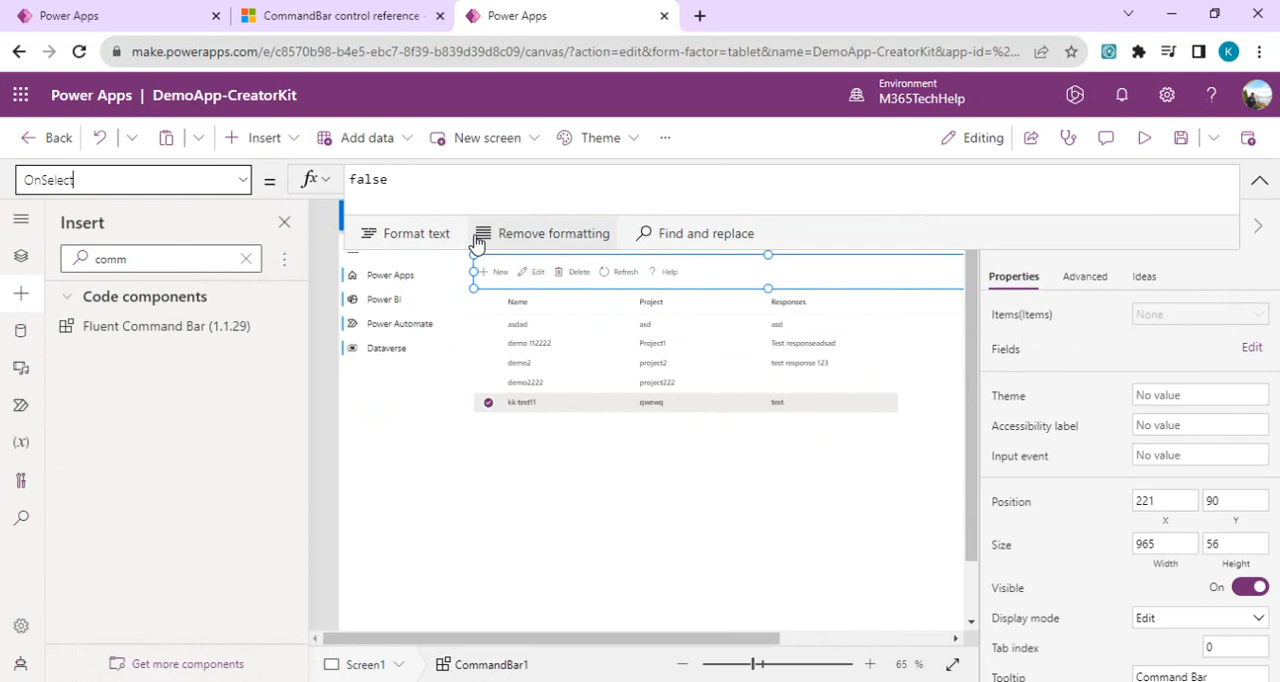 Power Apps
CommandBar control reference -
Power Apps
make.powerapps.com/e/c8570b98-b4e5-ebc7-8f39-b839d39d8c09/canvas/?action=edit&form-factor=tablet&name=DemoApp-CreatorKit&app-id=%2...
K
Power Apps | DemoApp-CreatorKit
Environment
M365TechHelp
Back
Insert
Add data
New screen
Theme
...
Editing
OnSelect
=
fx
false
Format text
Remove formatting
Find and replace
Insert
comm
Code components
Fluent Command Bar (1.1.29)
Get more components
Power Apps
Power BI
Power Automate
Dataverse
New Edit Delete Refresh Help
Name Project Responses
asdad asd asd
demo 112222 Project1 Test responseadsad
demo2 project2 test response 123
demo2222 project222
kk test11 qwewq test
Properties Advanced Ideas
Items(Items) None
Fields Edit
Theme No value
Accessibility label No value
Input event No value
Position 221 90
X Y
Size 965 56
Width Height
Visible On
Display mode Edit
Tab index 0
Tooltip Command Bar
Screen1
CommandBar1
65 %